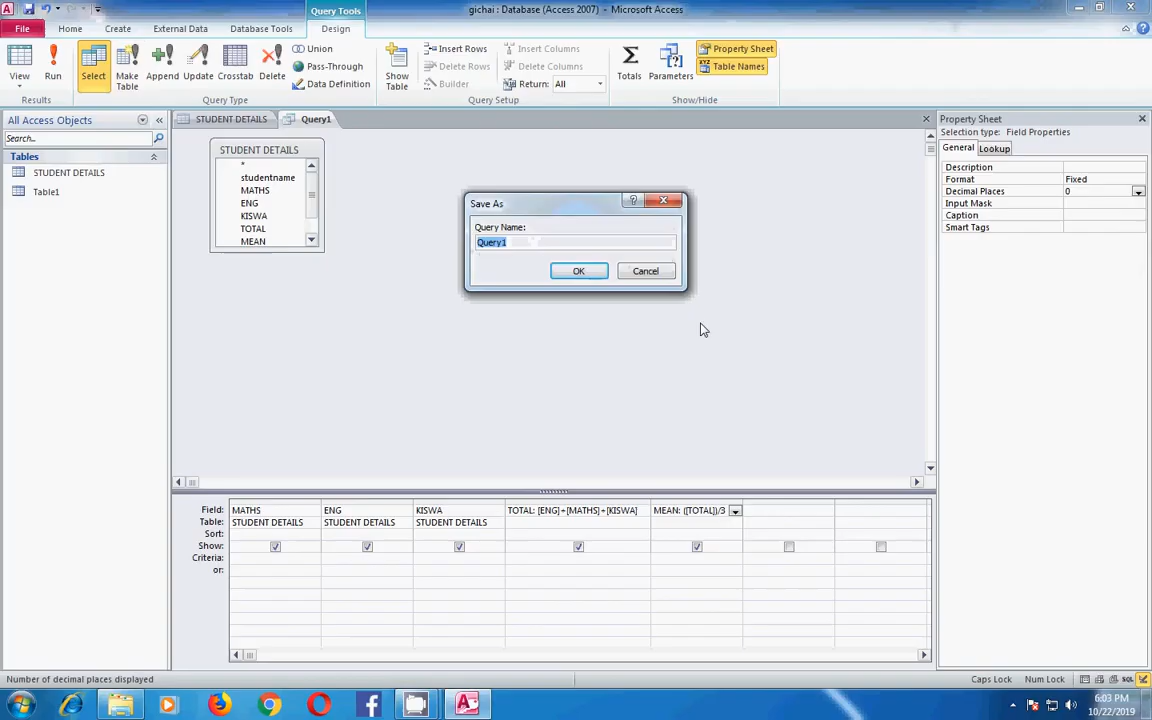 gichai : Database (Access 2007) - Microsoft Access
Query Tools
File Home Create External Data Database Tools Design
View
Run
Results
Select
Make Table
Append
Update
Crosstab
Delete
Union
Pass-Through
Data Definition
Query Type
Show Table
Insert Rows
Delete Rows
Builder
Insert Columns
Delete Columns
Return: All
Query Setup
Totals
Parameters
Property Sheet
Table Names
Show/Hide
All Access Objects
Search...
Tables
STUDENT DETAILS
Table1
STUDENT DETAILS Query1
STUDENT DETAILS
*
studentname
MATHS
ENG
KISWA
TOTAL
MEAN
Save As
Query Name:
Query1
OK Cancel
Property Sheet
Selection type: Field Properties
General Lookup
Description
Format Fixed
Decimal Places 0
Input Mask
Caption
Smart Tags
Field: MATHS ENG KISWA TOTAL: [ENG]+[MATHS]+[KISWA] MEAN: ([TOTAL])/3
Table: STUDENT DETAILS STUDENT DETAILS STUDENT DETAILS
Sort:
Show:
Criteria:
or:
Number of decimal places displayed
Caps Lock Num Lock
SQL
6:03 PM
10/22/2019